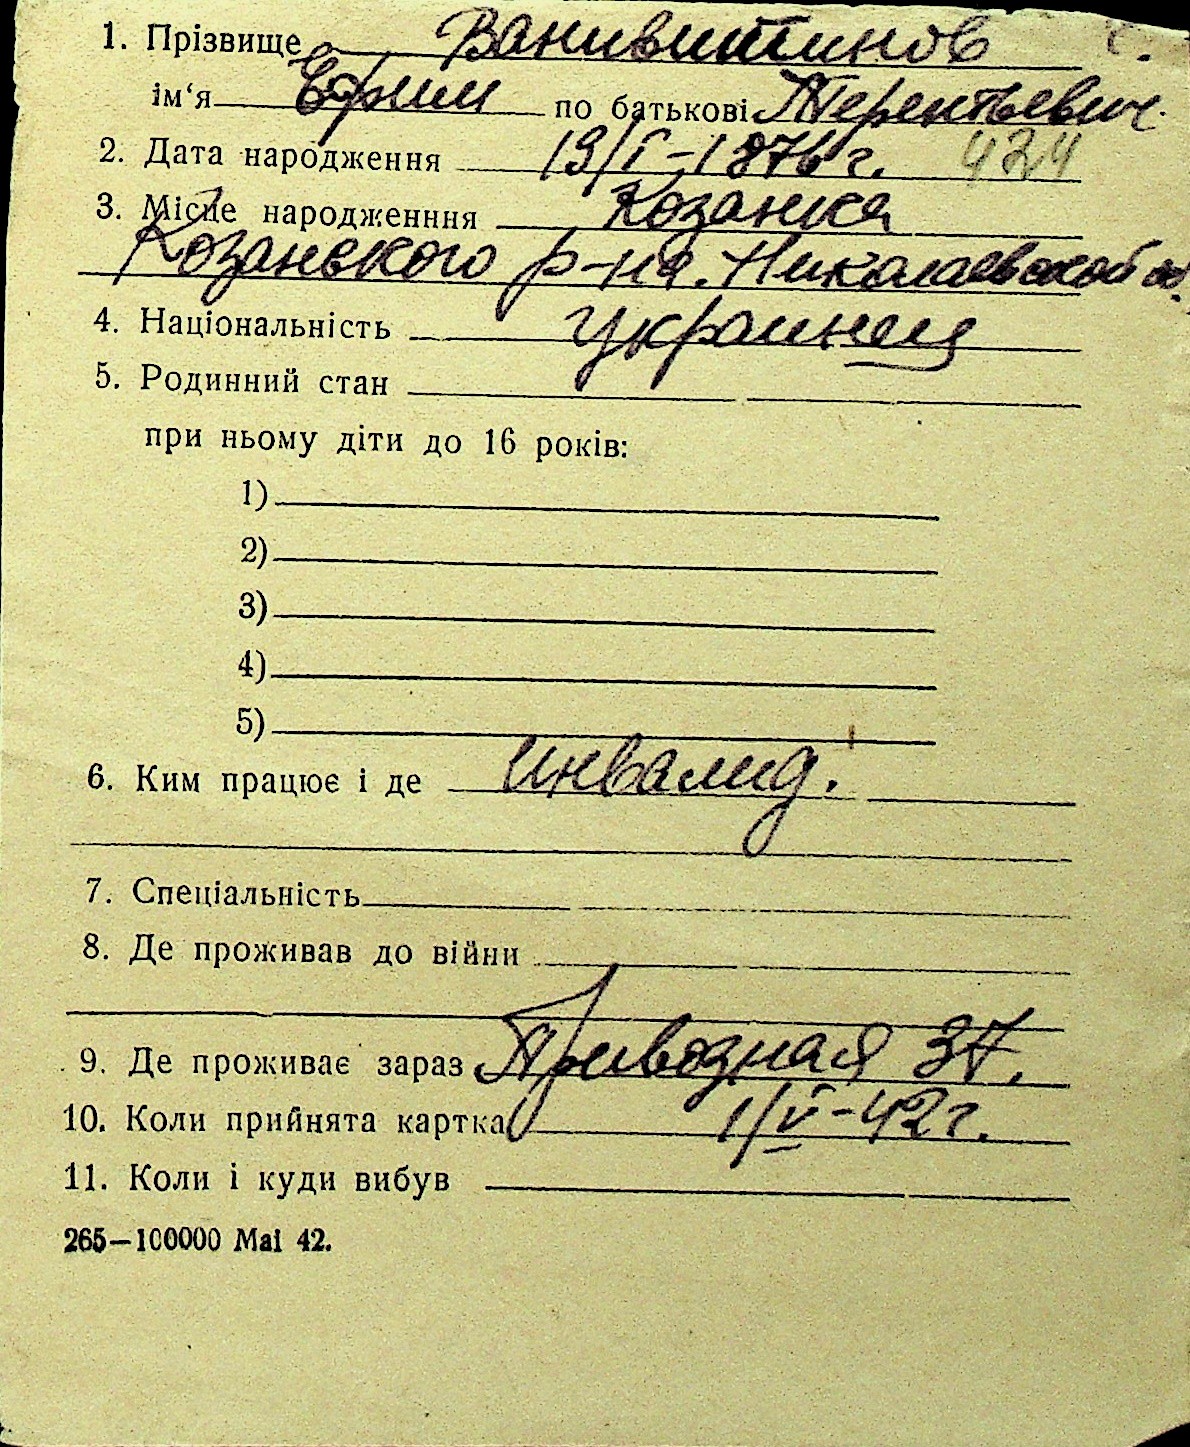 1. Прізвище Ванивитинов
ім‘я Ефим по батькові Терентьевич
2. Дата народження 19/I-1876 г. 424
3. Місце народженння Козанка
Козанского р-на. Николаевской об.
4. Національність украинец
5. Родинний стан
при ньому діти до 16 років:
1)
2)
3)
4)
5)
6. Ким працює і де инвалид.
7. Спеціальність
8. Де проживав до війни
9. Де проживає зараз Привозная 37.
10. Коли прийнята картка 1/V-42 г.
11. Коли і куди вибув
265—100000 Mai 42.